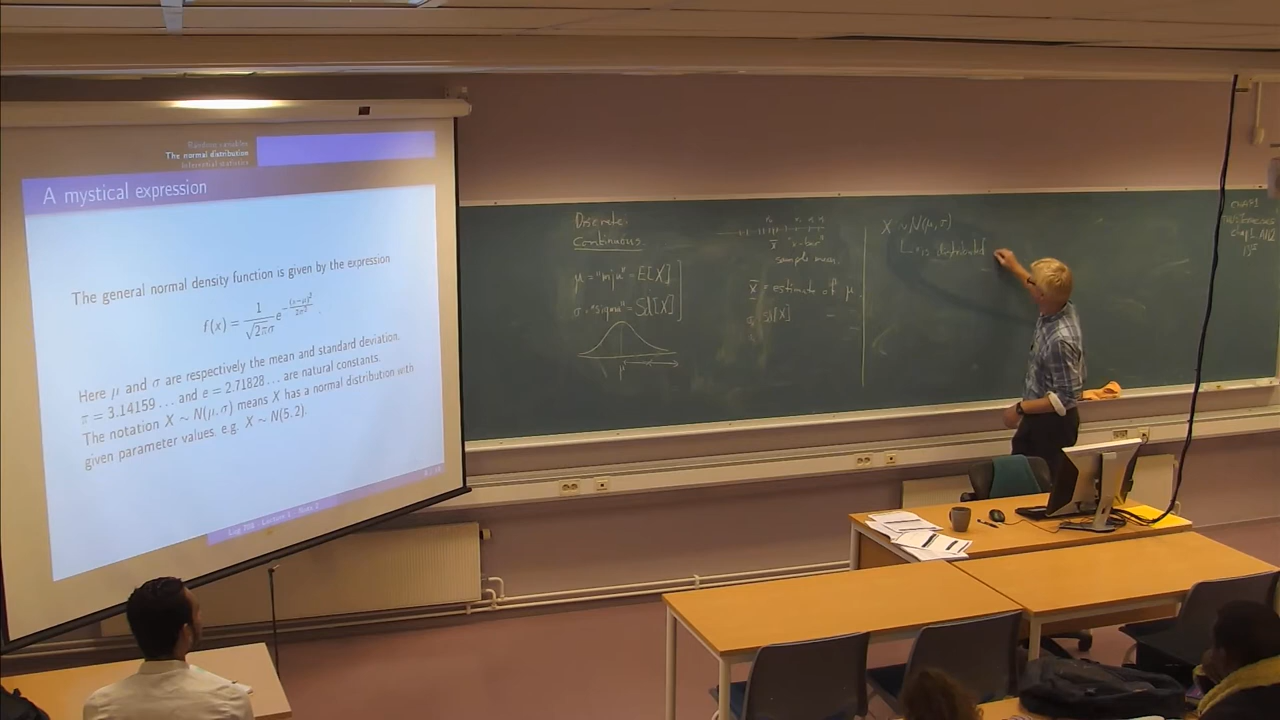 Random variables
The normal distribution
Inferential statistics
A mystical expression
The general normal density function is given by the expression
f(x) = 1/(√2πσ) e^(−(x−μ)²/2σ²).
Here μ and σ are respectively the mean and standard deviation.
π = 3.14159... and e = 2.71828... are natural constants.
The notation X ~ N(μ, σ) means X has a normal distribution with
given parameter values, e.g. X ~ N(5, 2).
Discrete:
Continuous.
μ = "mju" = E[X]
σ = "sigma" = Sd[X]
μ
x̄ "x-bar"
sample mean
x̄ = estimate of μ
Sd[X]
X ~ N(μ, σ)
is distributed